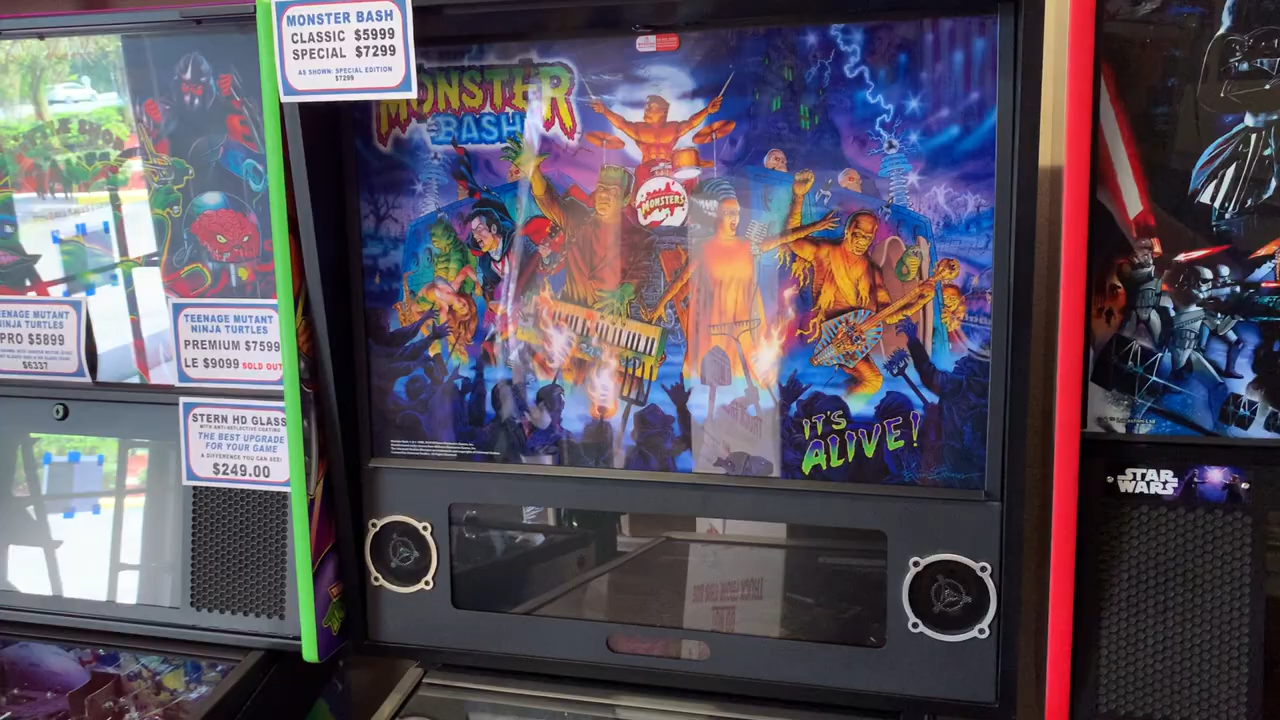 MONSTER BASH
CLASSIC $5999
SPECIAL $7299
AS SHOWN: SPECIAL EDITION
$7299
MONSTER
BASH
MONSTERS
IT'S
ALIVE!
TEENAGE MUTANT
NINJA TURTLES
PRO $5899
$6337
TEENAGE MUTANT
NINJA TURTLES
PREMIUM $7599
LE $9099 SOLD OUT
STERN HD GLASS
WITH ANTI-REFLECTIVE COATING
THE BEST UPGRADE
FOR YOUR GAME
A DIFFERENCE YOU CAN SEE!
$249.00
STAR
WARS